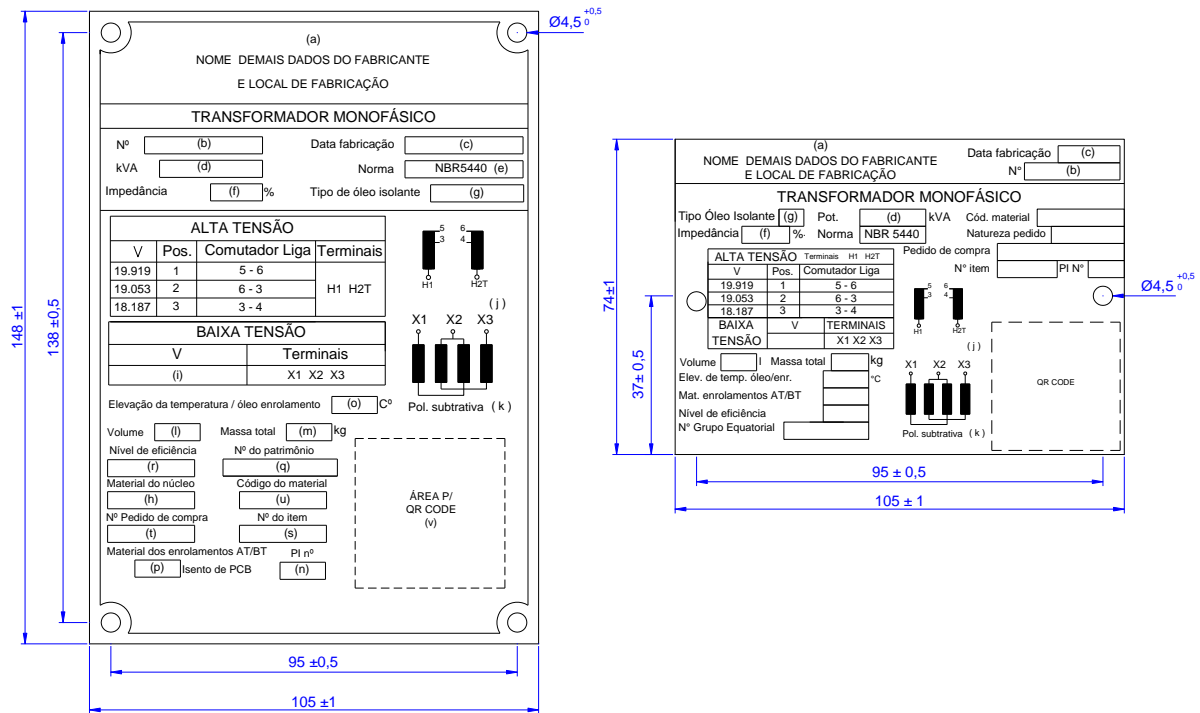 (a)
NOME DEMAIS DADOS DO FABRICANTE
E LOCAL DE FABRICAÇÃO
TRANSFORMADOR MONOFÁSICO
Nº (b) Data fabricação (c)
kVA (d) Norma NBR5440 (e)
Impedância (f) % Tipo de óleo isolante (g)
ALTA TENSÃO
V Pos. Comutador Liga Terminais
19.919 1 5 - 6
19.053 2 6 - 3 H1 H2T
18.187 3 3 - 4
5 6
3 4
H1 H2T
( j )
BAIXA TENSÃO
V Terminais
(i) X1 X2 X3
X1 X2 X3
Pol. subtrativa ( k )
Elevação da temperatura / óleo enrolamento (o) Cº
Volume (l) Massa total (m) kg
Nível de eficiência Nº do patrimônio
(r) (q)
Material do núcleo Código do material
(h) (u)
Nº Pedido de compra Nº do item
(t) (s)
Material dos enrolamentos AT/BT PI nº
(p) Isento de PCB (n)
ÁREA P/
QR CODE
(v)
148 ±1
138 ±0,5
95 ±0,5
105 ±1
Ø4,5 +0,5 0
(a)
NOME DEMAIS DADOS DO FABRICANTE
E LOCAL DE FABRICAÇÃO
Data fabricação (c)
N° (b)
TRANSFORMADOR MONOFÁSICO
Tipo Óleo Isolante (g) Pot. (d) kVA Cód. material
Impedância (f) %. Norma NBR 5440 Natureza pedido
Pedido de compra
N° item PI N°
ALTA TENSÃO Terminais H1 H2T
V Pos. Comutador Liga
19.919 1 5 - 6
19.053 2 6 - 3
18.187 3 3 - 4
BAIXA V TERMINAIS
TENSÃO X1 X2 X3
5 6
3 4
H1 H2T
( j )
Volume l Massa total kg
Elev. de temp. óleo/enr. °C
Mat. enrolamentos AT/BT
Nível de eficiência
N° Grupo Equatorial
X1 X2 X3
Pol. subtrativa ( k )
QR CODE
74±1
37± 0,5
95 ± 0,5
105 ± 1
Ø4,5 +0,5 0